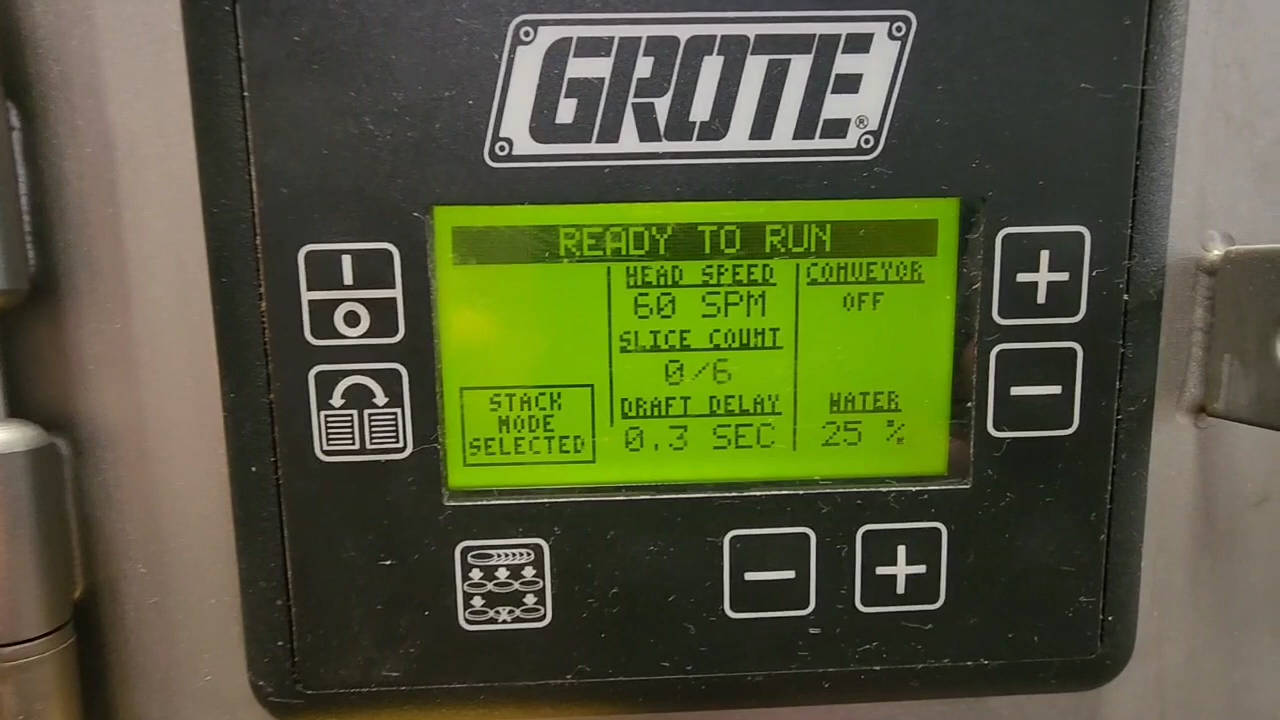 GROTE®
READY TO RUN
HEAD SPEED
60 SPM
SLICE COUNT
0/6
DRAFT DELAY
0.3 SEC
CONVEYOR
OFF
WATER
25 %
STACK
MODE
SELECTED